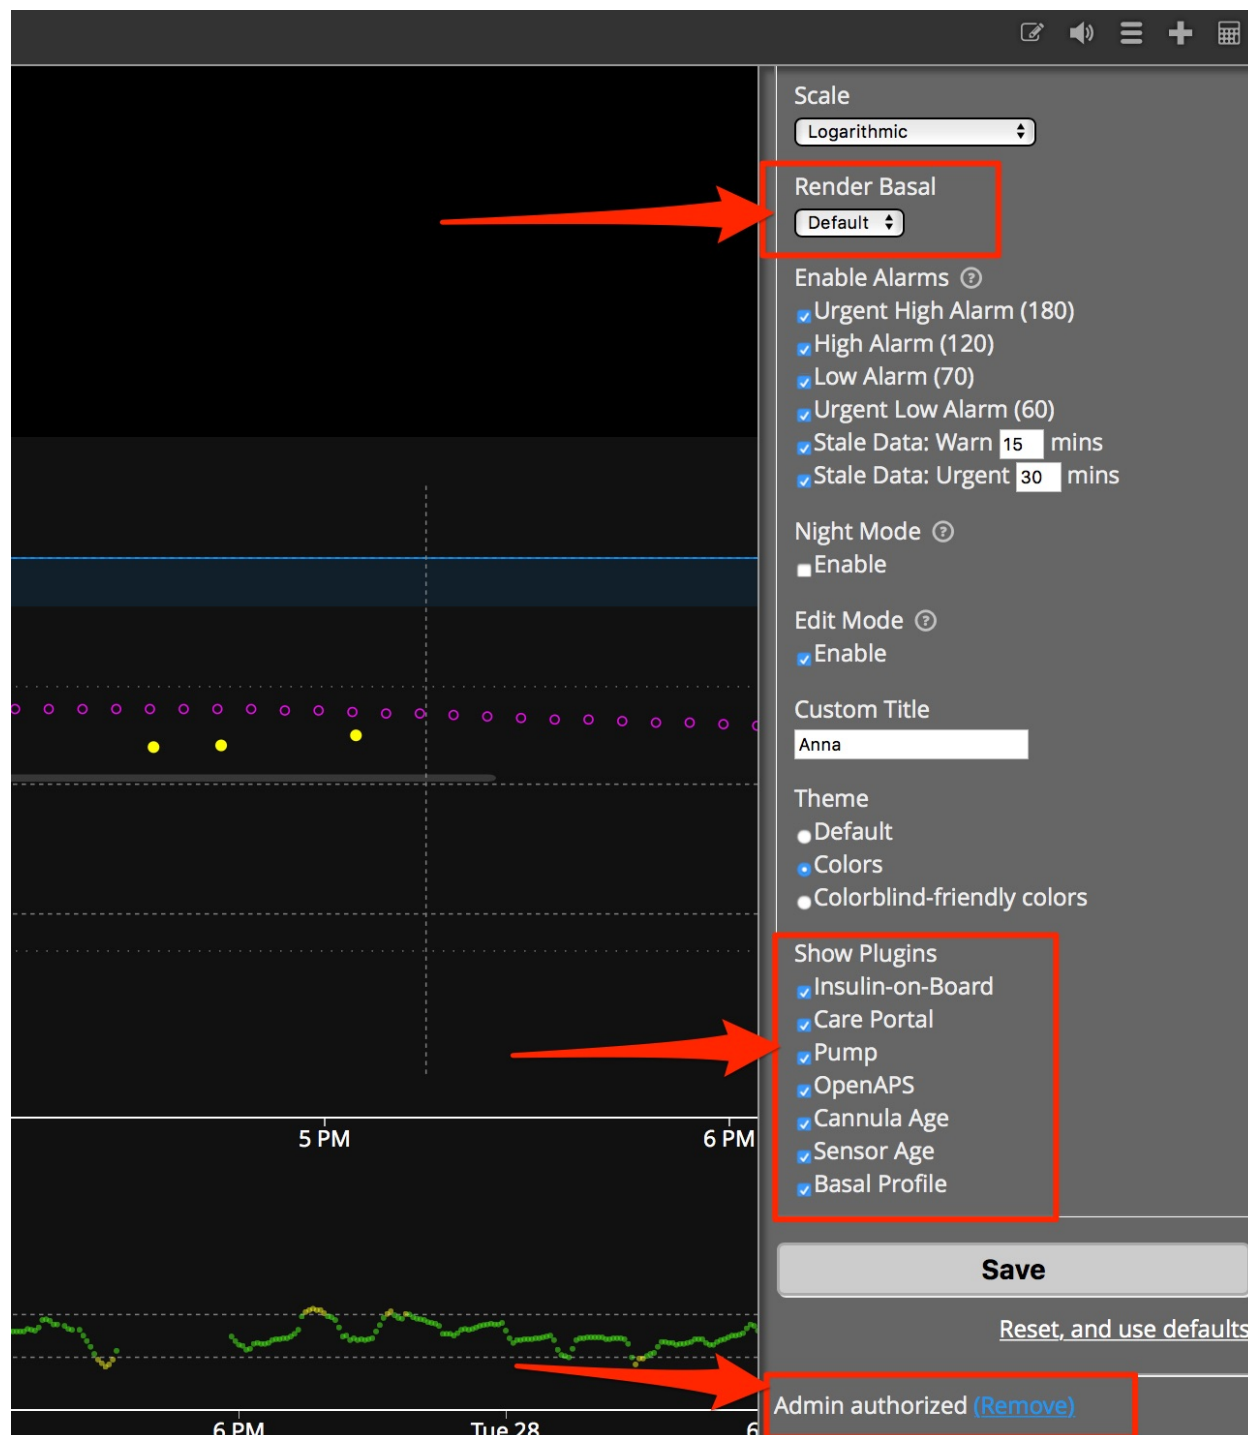 Scale
Logarithmic
Render Basal
Default
Enable Alarms ?
Urgent High Alarm (180)
High Alarm (120)
Low Alarm (70)
Urgent Low Alarm (60)
Stale Data: Warn 15 mins
Stale Data: Urgent 30 mins
Night Mode ?
Enable
Edit Mode ?
Enable
Custom Title
Anna
Theme
Default
Colors
Colorblind-friendly colors
Show Plugins
Insulin-on-Board
Care Portal
Pump
OpenAPS
Cannula Age
Sensor Age
Basal Profile
5 PM 6 PM
Save
Reset, and use defaults
Admin authorized (Remove)
6 PM Tue 28 6